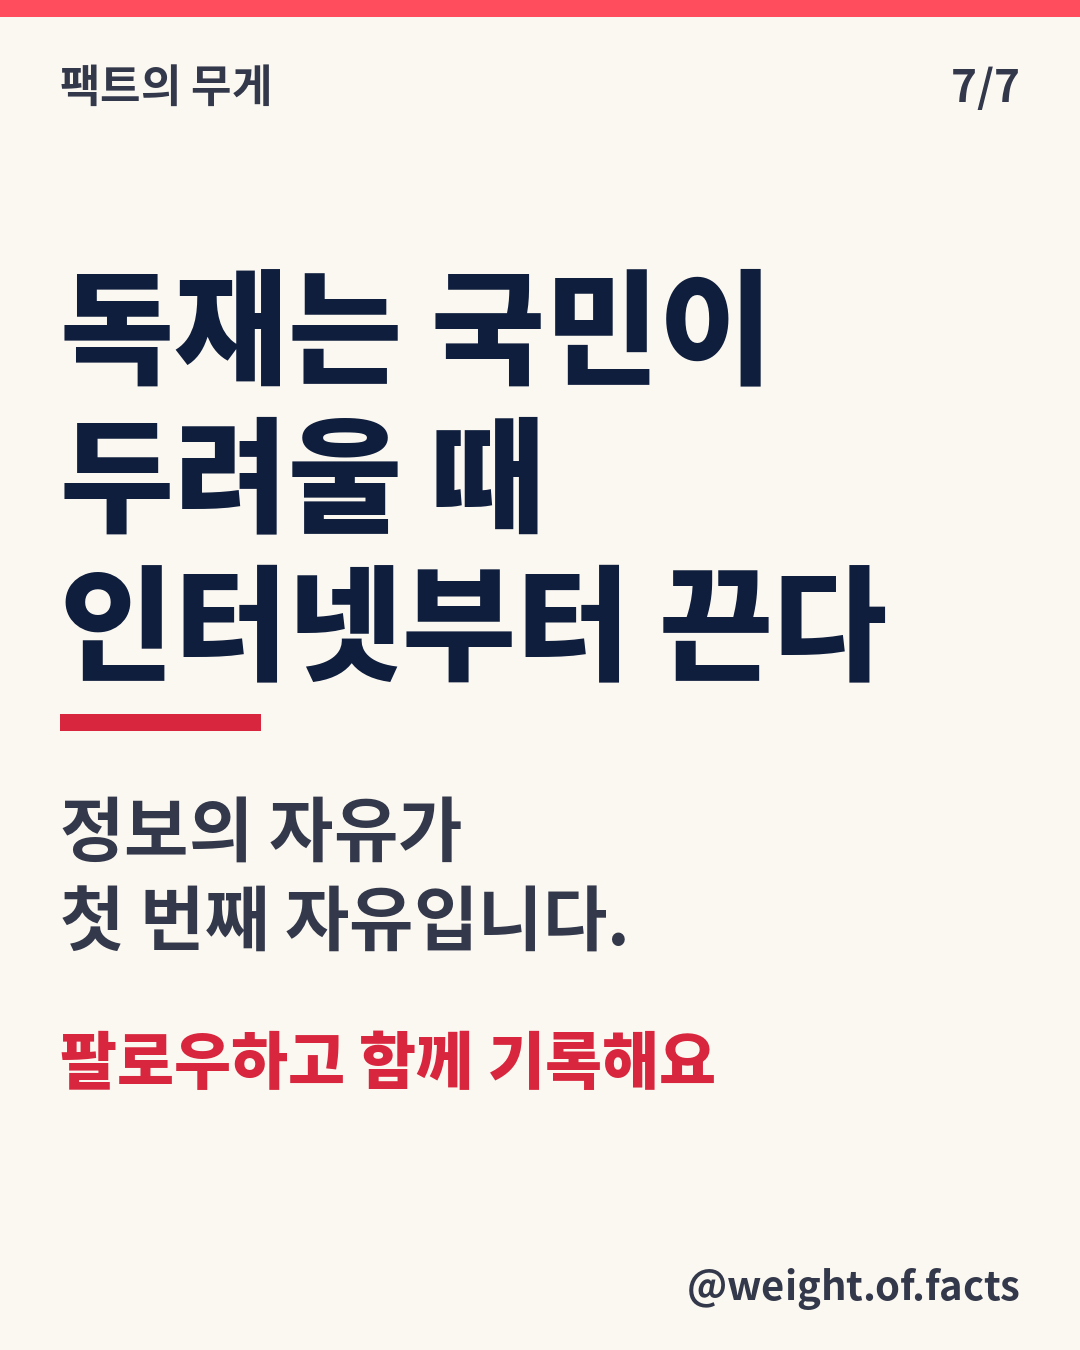 팩트의 무게
7/7
독재는 국민이
두려울 때
인터넷부터 끈다
정보의 자유가
첫 번째 자유입니다.
팔로우하고 함께 기록해요
@weight.of.facts